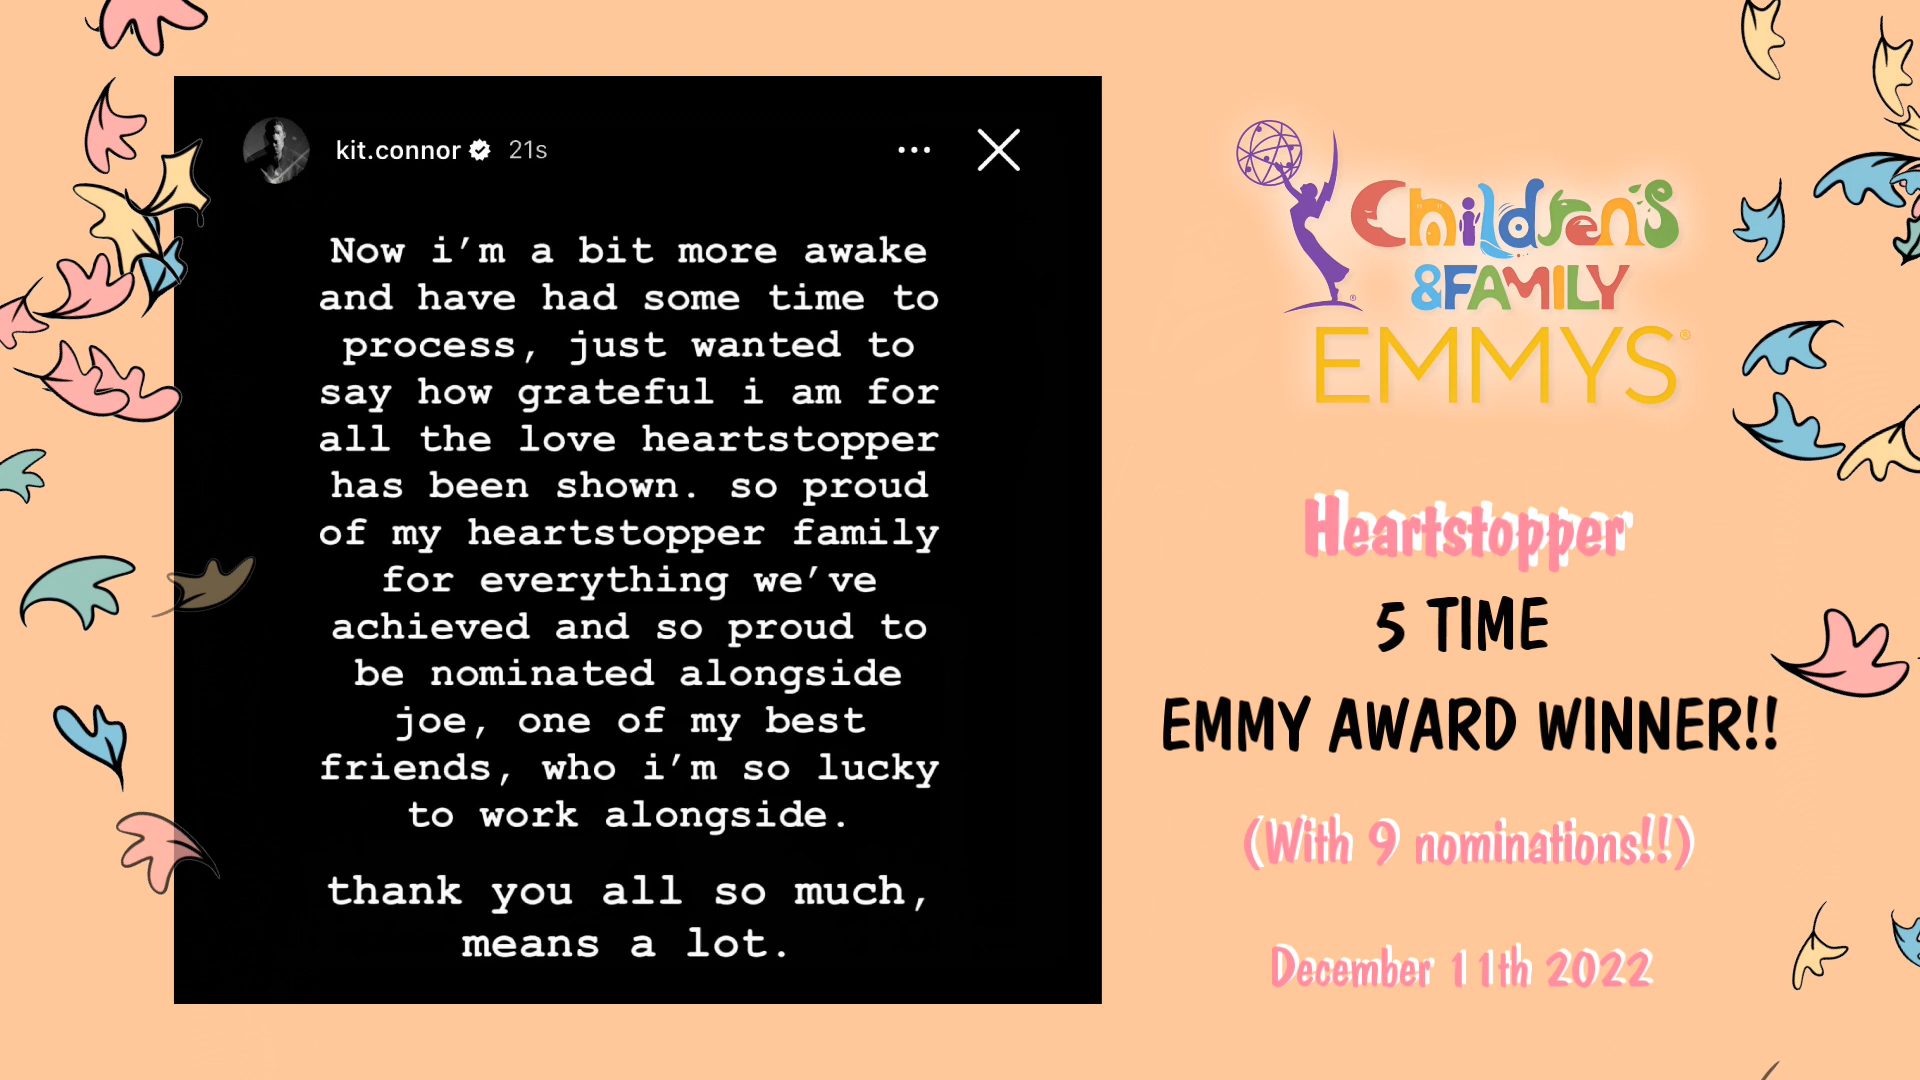 kit.connor 21s
Now i’m a bit more awake
and have had some time to
process, just wanted to
say how grateful i am for
all the love heartstopper
has been shown. so proud
of my heartstopper family
for everything we’ve
achieved and so proud to
be nominated alongside
joe, one of my best
friends, who i’m so lucky
to work alongside.
thank you all so much,
means a lot.
Children's
&FAMILY
EMMYS®
Heartstopper
5 TIME
EMMY AWARD WINNER!!
(With 9 nominations!!)
December 11th 2022